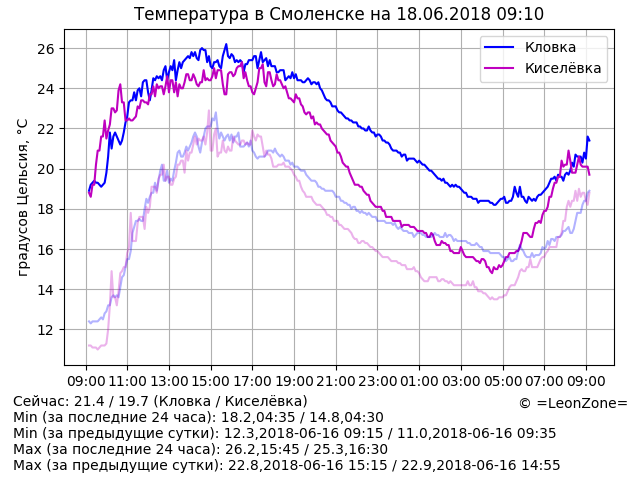 Температура в Смоленске на 18.06.2018 09:10
градусов Цельсия, °C
26
24
22
20
18
16
14
12
Кловка
Киселёвка
09:00 11:00 13:00 15:00 17:00 19:00 21:00 23:00 01:00 03:00 05:00 07:00 09:00
Сейчас: 21.4 / 19.7 (Кловка / Киселёвка)
© =LeonZone=
Min (за последние 24 часа): 18.2,04:35 / 14.8,04:30
Min (за предыдущие сутки): 12.3,2018-06-16 09:15 / 11.0,2018-06-16 09:35
Max (за последние 24 часа): 26.2,15:45 / 25.3,16:30
Max (за предыдущие сутки): 22.8,2018-06-16 15:15 / 22.9,2018-06-16 14:55